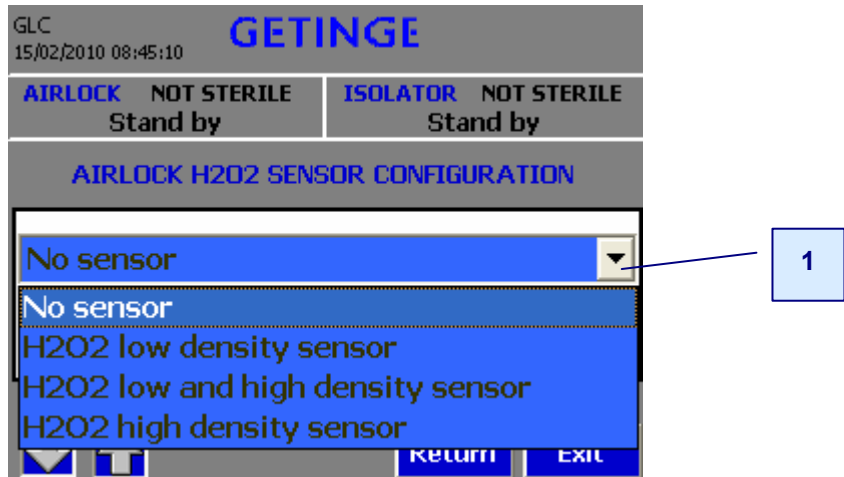 GLC
GETINGE
15/02/2010 08:45:10
AIRLOCK NOT STERILE
Stand by
ISOLATOR NOT STERILE
Stand by
AIRLOCK H2O2 SENSOR CONFIGURATION
No sensor
1
No sensor
H2O2 low density sensor
H2O2 low and high density sensor
H2O2 high density sensor
Return
Exit